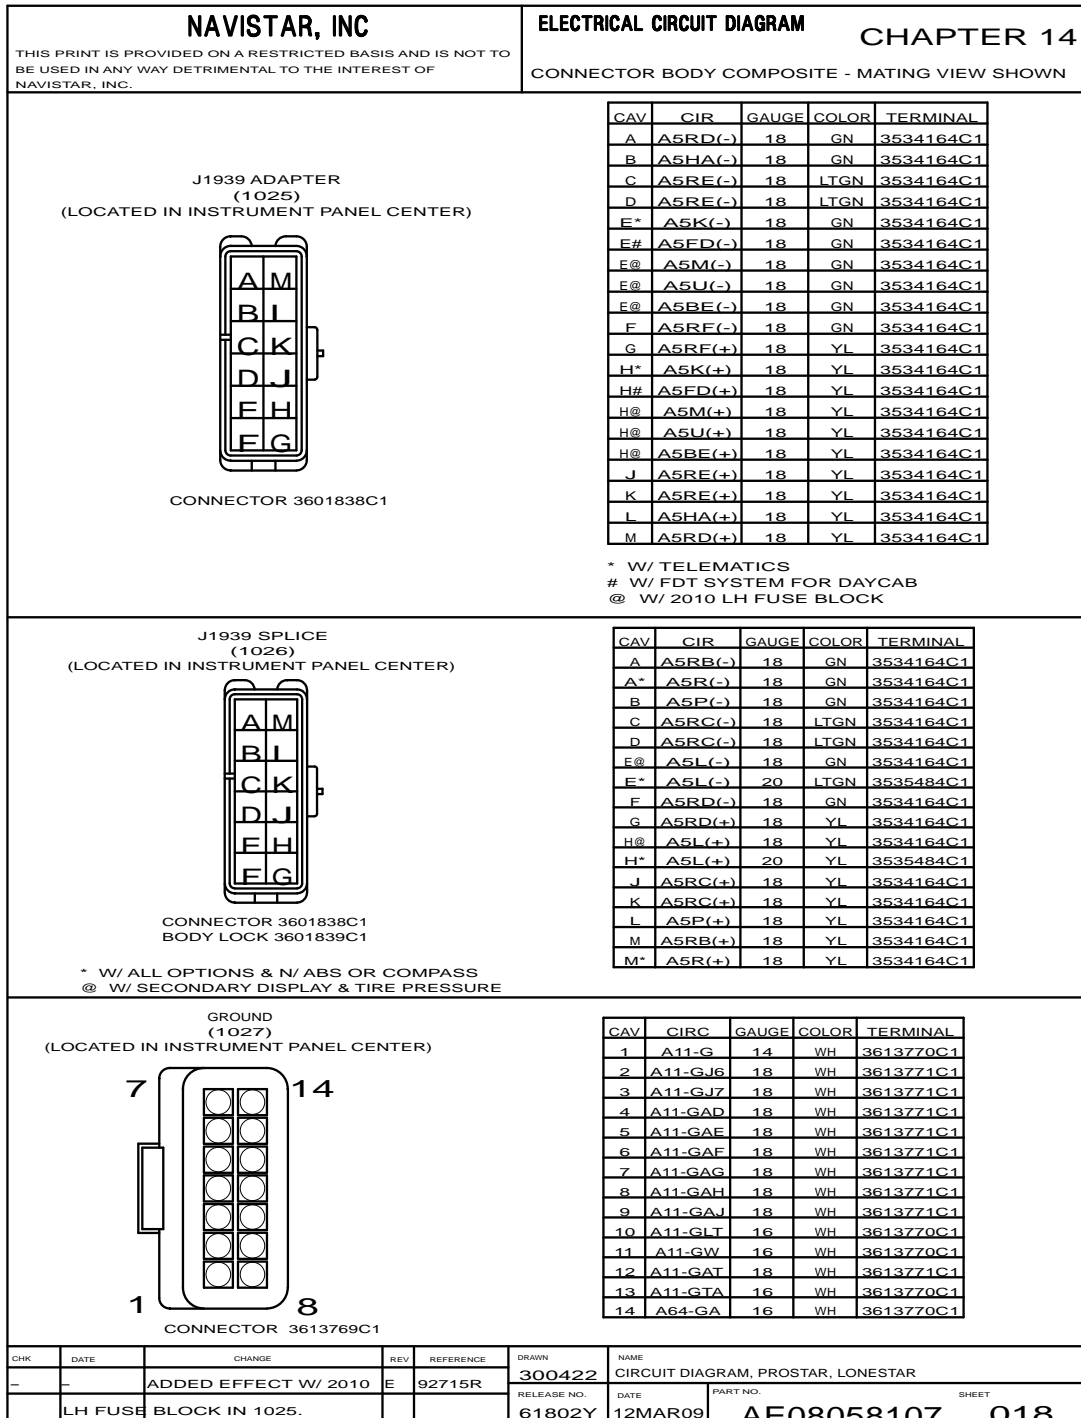 NAVISTAR, INC
THIS PRINT IS PROVIDED ON A RESTRICTED BASIS AND IS NOT TO
BE USED IN ANY WAY DETRIMENTAL TO THE INTEREST OF
NAVISTAR, INC.
ELECTRICAL CIRCUIT DIAGRAM
CHAPTER 14
CONNECTOR BODY COMPOSITE - MATING VIEW SHOWN
J1939 ADAPTER
(1025)
(LOCATED IN INSTRUMENT PANEL CENTER)
A M
B L
C K
D J
E H
F G
CONNECTOR 3601838C1
CAV CIR GAUGE COLOR TERMINAL
A A5RD(-) 18 GN 3534164C1
B A5HA(-) 18 GN 3534164C1
C A5RE(-) 18 LTGN 3534164C1
D A5RE(-) 18 LTGN 3534164C1
E* A5K(-) 18 GN 3534164C1
E# A5FD(-) 18 GN 3534164C1
E@ A5M(-) 18 GN 3534164C1
E@ A5U(-) 18 GN 3534164C1
E@ A5BE(-) 18 GN 3534164C1
F A5RF(-) 18 GN 3534164C1
G A5RF(+) 18 YL 3534164C1
H* A5K(+) 18 YL 3534164C1
H# A5FD(+) 18 YL 3534164C1
H@ A5M(+) 18 YL 3534164C1
H@ A5U(+) 18 YL 3534164C1
H@ A5BE(+) 18 YL 3534164C1
J A5RE(+) 18 YL 3534164C1
K A5RE(+) 18 YL 3534164C1
L A5HA(+) 18 YL 3534164C1
M A5RD(+) 18 YL 3534164C1
* W/ TELEMATICS
# W/ FDT SYSTEM FOR DAYCAB
@ W/ 2010 LH FUSE BLOCK
J1939 SPLICE
(1026)
(LOCATED IN INSTRUMENT PANEL CENTER)
A M
B L
C K
D J
E H
F G
CONNECTOR 3601838C1
BODY LOCK 3601839C1
* W/ ALL OPTIONS & N/ ABS OR COMPASS
@ W/ SECONDARY DISPLAY & TIRE PRESSURE
CAV CIR GAUGE COLOR TERMINAL
A A5RB(-) 18 GN 3534164C1
A* A5R(-) 18 GN 3534164C1
B A5P(-) 18 GN 3534164C1
C A5RC(-) 18 LTGN 3534164C1
D A5RC(-) 18 LTGN 3534164C1
E@ A5L(-) 18 GN 3534164C1
E* A5L(-) 20 LTGN 3535484C1
F A5RD(-) 18 GN 3534164C1
G A5RD(+) 18 YL 3534164C1
H@ A5L(+) 18 YL 3534164C1
H* A5L(+) 20 YL 3535484C1
J A5RC(+) 18 YL 3534164C1
K A5RC(+) 18 YL 3534164C1
L A5P(+) 18 YL 3534164C1
M A5RB(+) 18 YL 3534164C1
M* A5R(+) 18 YL 3534164C1
GROUND
(1027)
(LOCATED IN INSTRUMENT PANEL CENTER)
7 14
1 8
CONNECTOR 3613769C1
CAV CIRC GAUGE COLOR TERMINAL
1 A11-G 14 WH 3613770C1
2 A11-GJ6 18 WH 3613771C1
3 A11-GJ7 18 WH 3613771C1
4 A11-GAD 18 WH 3613771C1
5 A11-GAE 18 WH 3613771C1
6 A11-GAF 18 WH 3613771C1
7 A11-GAG 18 WH 3613771C1
8 A11-GAH 18 WH 3613771C1
9 A11-GAJ 18 WH 3613771C1
10 A11-GLT 16 WH 3613770C1
11 A11-GW 16 WH 3613770C1
12 A11-GAT 18 WH 3613771C1
13 A11-GTA 16 WH 3613770C1
14 A64-GA 16 WH 3613770C1
CHK DATE CHANGE REV REFERENCE
- - ADDED EFFECT W/ 2010 E 92715R
LH FUSE BLOCK IN 1025.
DRAWN
300422
NAME
CIRCUIT DIAGRAM, PROSTAR, LONESTAR
RELEASE NO.
61802Y
DATE
12MAR09
PART NO.
AE08058107
SHEET
018